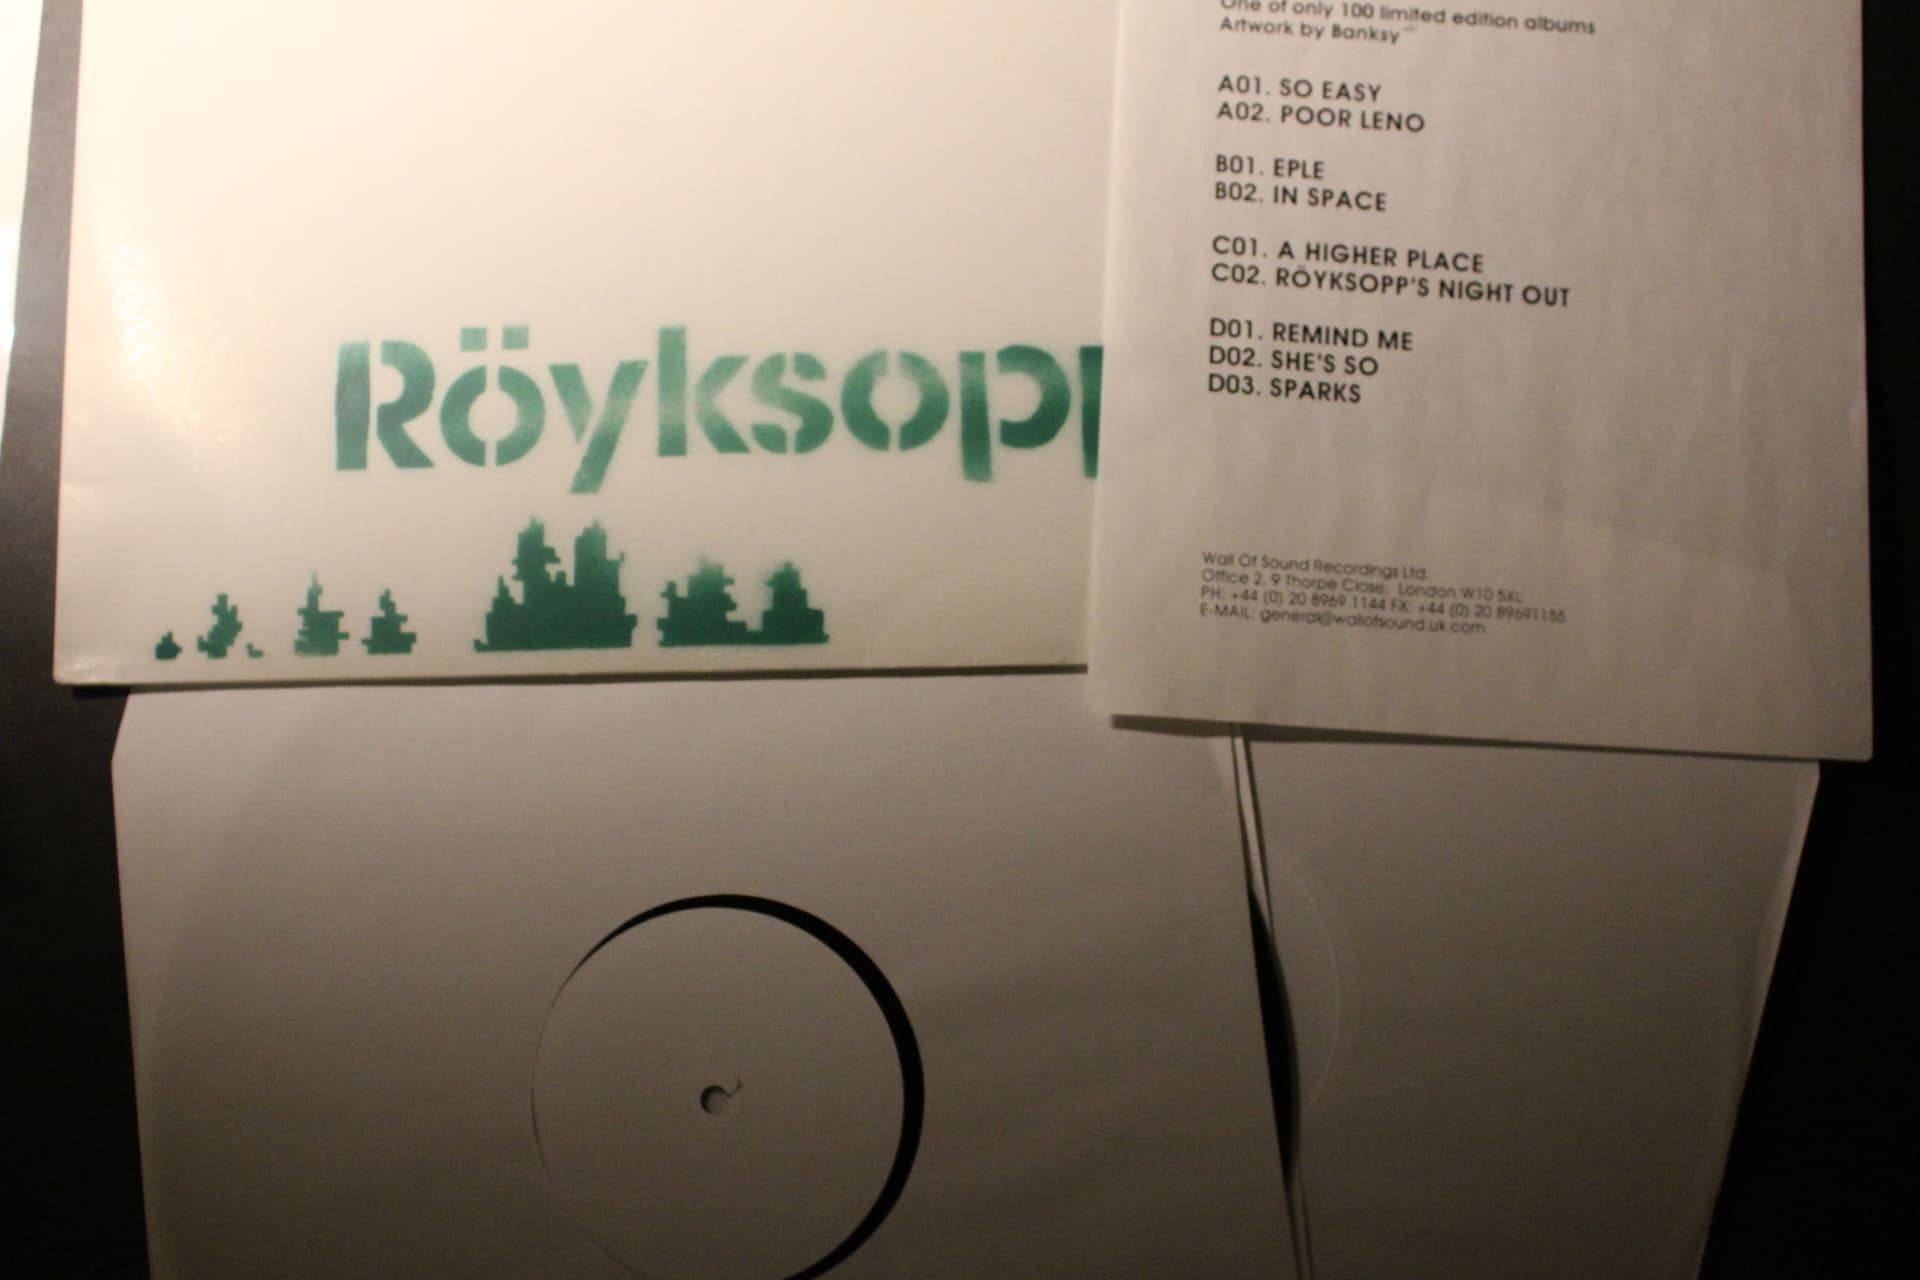 Röyksopp
One of only 100 limited edition albums
Artwork by Banksy
A01. SO EASY
A02. POOR LENO
B01. EPLE
B02. IN SPACE
C01. A HIGHER PLACE
C02. RÖYKSOPP'S NIGHT OUT
D01. REMIND ME
D02. SHE'S SO
D03. SPARKS
Wall Of Sound Recordings Ltd.
Office 2, 9 Thorpe Close, London W10 5XL
PH: +44 (0) 20 8969 1144 FX: +44 (0) 20 89691155
E-MAIL: general@wallofsound.uk.com